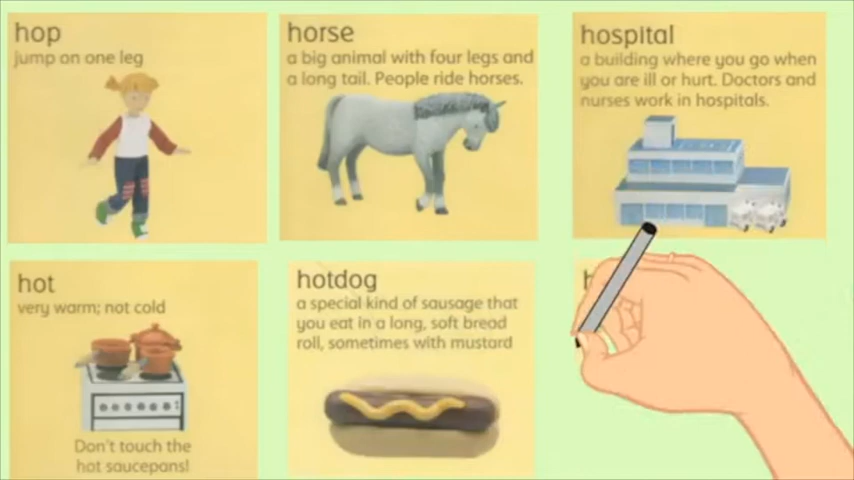 hop
jump on one leg
horse
a big animal with four legs and
a long tail. People ride horses.
hospital
a building where you go when
you are ill or hurt. Doctors and
nurses work in hospitals.
hot
very warm; not cold
Don't touch the
hot saucepans!
hotdog
a special kind of sausage that
you eat in a long, soft bread
roll, sometimes with mustard